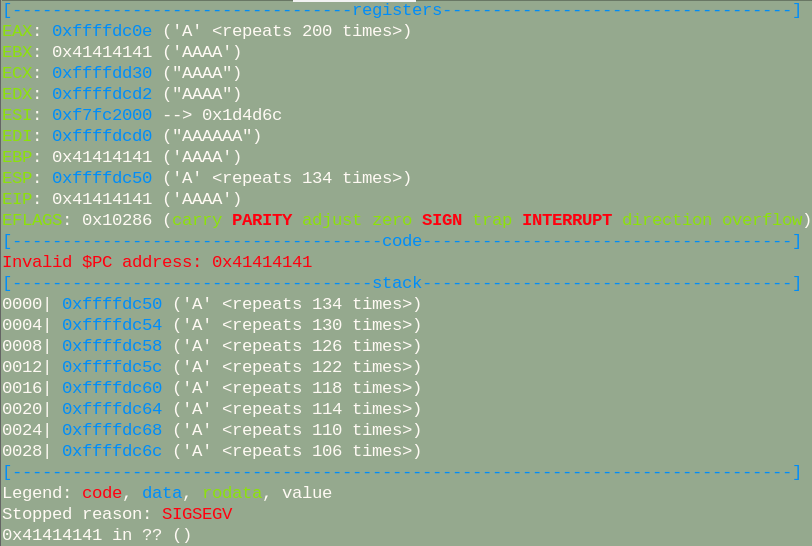 [----------------------------------registers-----------------------------------]
EAX: 0xffffdc0e ('A' <repeats 200 times>)
EBX: 0x41414141 ('AAAA')
ECX: 0xffffdd30 ("AAAA")
EDX: 0xffffdcd2 ("AAAA")
ESI: 0xf7fc2000 --> 0x1d4d6c
EDI: 0xffffdcd0 ("AAAAAA")
EBP: 0x41414141 ('AAAA')
ESP: 0xffffdc50 ('A' <repeats 134 times>)
EIP: 0x41414141 ('AAAA')
EFLAGS: 0x10286 (carry PARITY adjust zero SIGN trap INTERRUPT direction overflow)
[-------------------------------------code-------------------------------------]
Invalid $PC address: 0x41414141
[------------------------------------stack-------------------------------------]
0000| 0xffffdc50 ('A' <repeats 134 times>)
0004| 0xffffdc54 ('A' <repeats 130 times>)
0008| 0xffffdc58 ('A' <repeats 126 times>)
0012| 0xffffdc5c ('A' <repeats 122 times>)
0016| 0xffffdc60 ('A' <repeats 118 times>)
0020| 0xffffdc64 ('A' <repeats 114 times>)
0024| 0xffffdc68 ('A' <repeats 110 times>)
0028| 0xffffdc6c ('A' <repeats 106 times>)
[------------------------------------------------------------------------------]
Legend: code, data, rodata, value
Stopped reason: SIGSEGV
0x41414141 in ?? ()